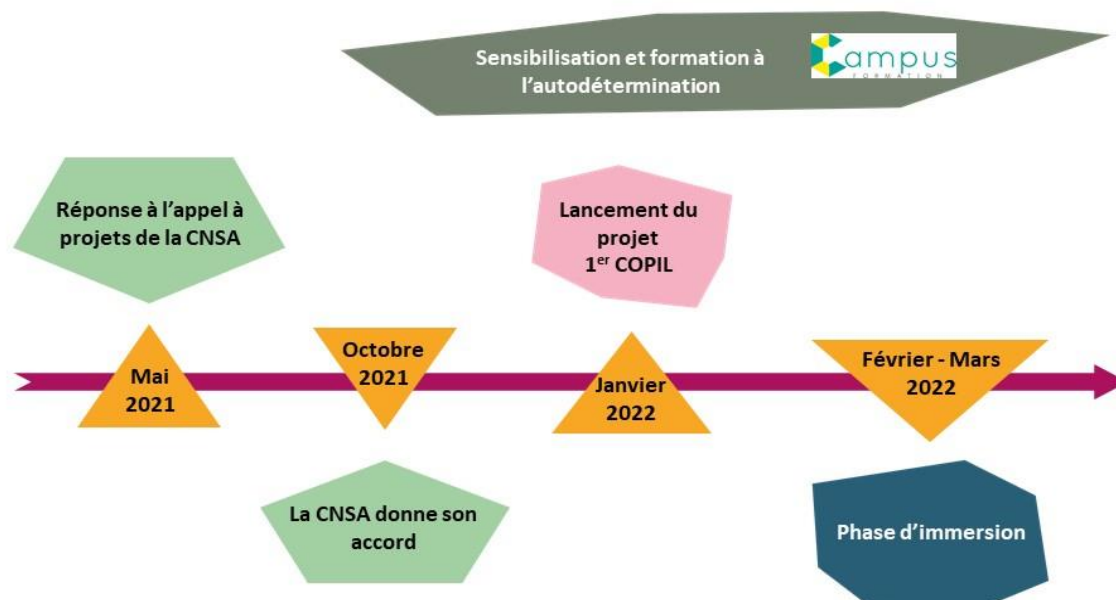 Sensibilisation et formation à
l'autodétermination
Campus
FORMATION
Réponse à l'appel à
projets de la CNSA
Lancement du
projet
1er COPIL
Mai
2021
Octobre
2021
Janvier
2022
Février - Mars
2022
La CNSA donne son
accord
Phase d'immersion